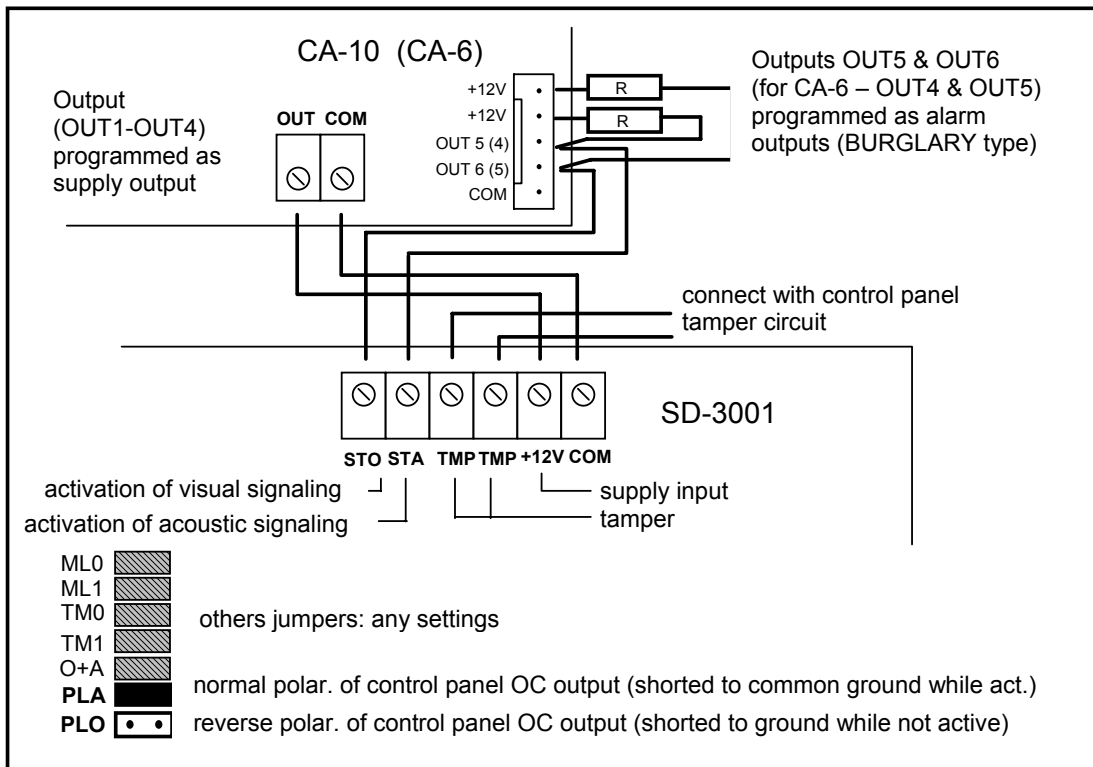 CA-10 (CA-6)
Output
(OUT1-OUT4)
programmed as
supply output
OUT COM
+12V
+12V
OUT 5 (4)
OUT 6 (5)
COM
R
R
Outputs OUT5 & OUT6
(for CA-6 – OUT4 & OUT5)
programmed as alarm
outputs (BURGLARY type)
connect with control panel
tamper circuit
SD-3001
STO STA TMP TMP +12V COM
activation of visual signaling
activation of acoustic signaling
supply input
tamper
ML0
ML1
TM0
TM1
O+A
others jumpers: any settings
PLA normal polar. of control panel OC output (shorted to common ground while act.)
PLO reverse polar. of control panel OC output (shorted to ground while not active)